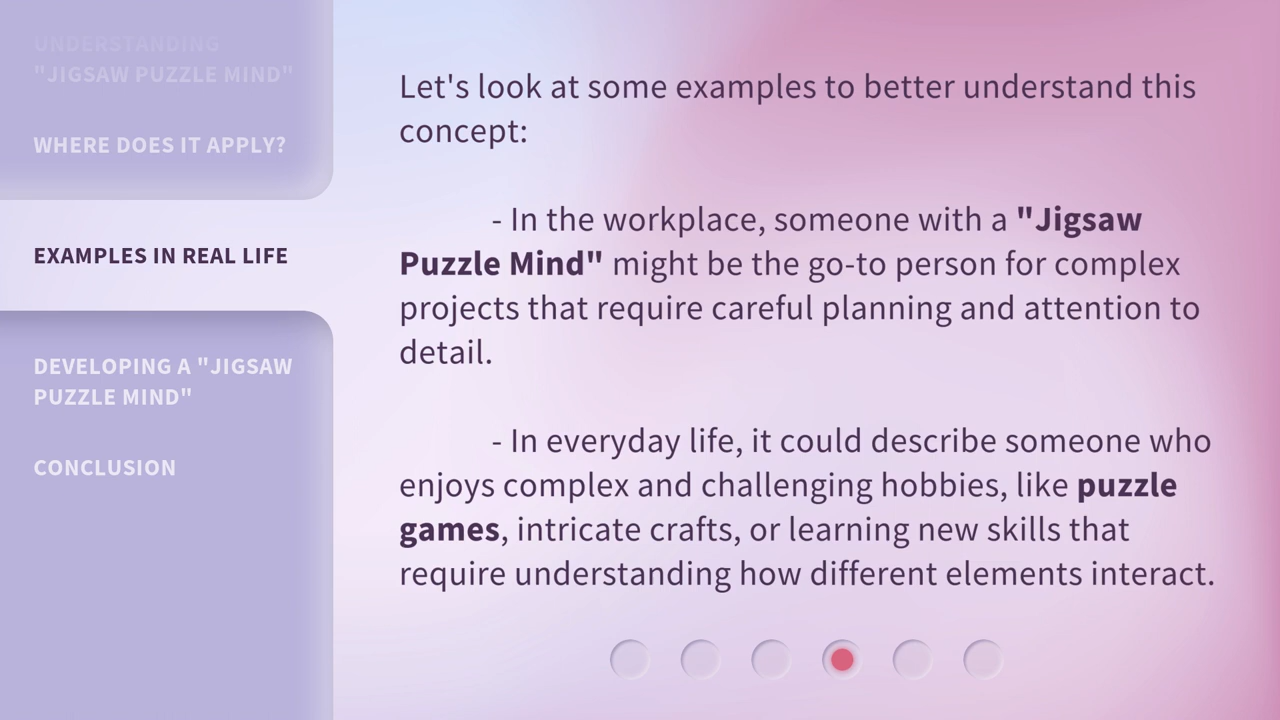 UNDERSTANDING
"JIGSAW PUZZLE MIND"
WHERE DOES IT APPLY?
EXAMPLES IN REAL LIFE
DEVELOPING A "JIGSAW
PUZZLE MIND"
CONCLUSION
Let's look at some examples to better understand this
concept:
- In the workplace, someone with a "Jigsaw
Puzzle Mind" might be the go-to person for complex
projects that require careful planning and attention to
detail.
- In everyday life, it could describe someone who
enjoys complex and challenging hobbies, like puzzle
games, intricate crafts, or learning new skills that
require understanding how different elements interact.